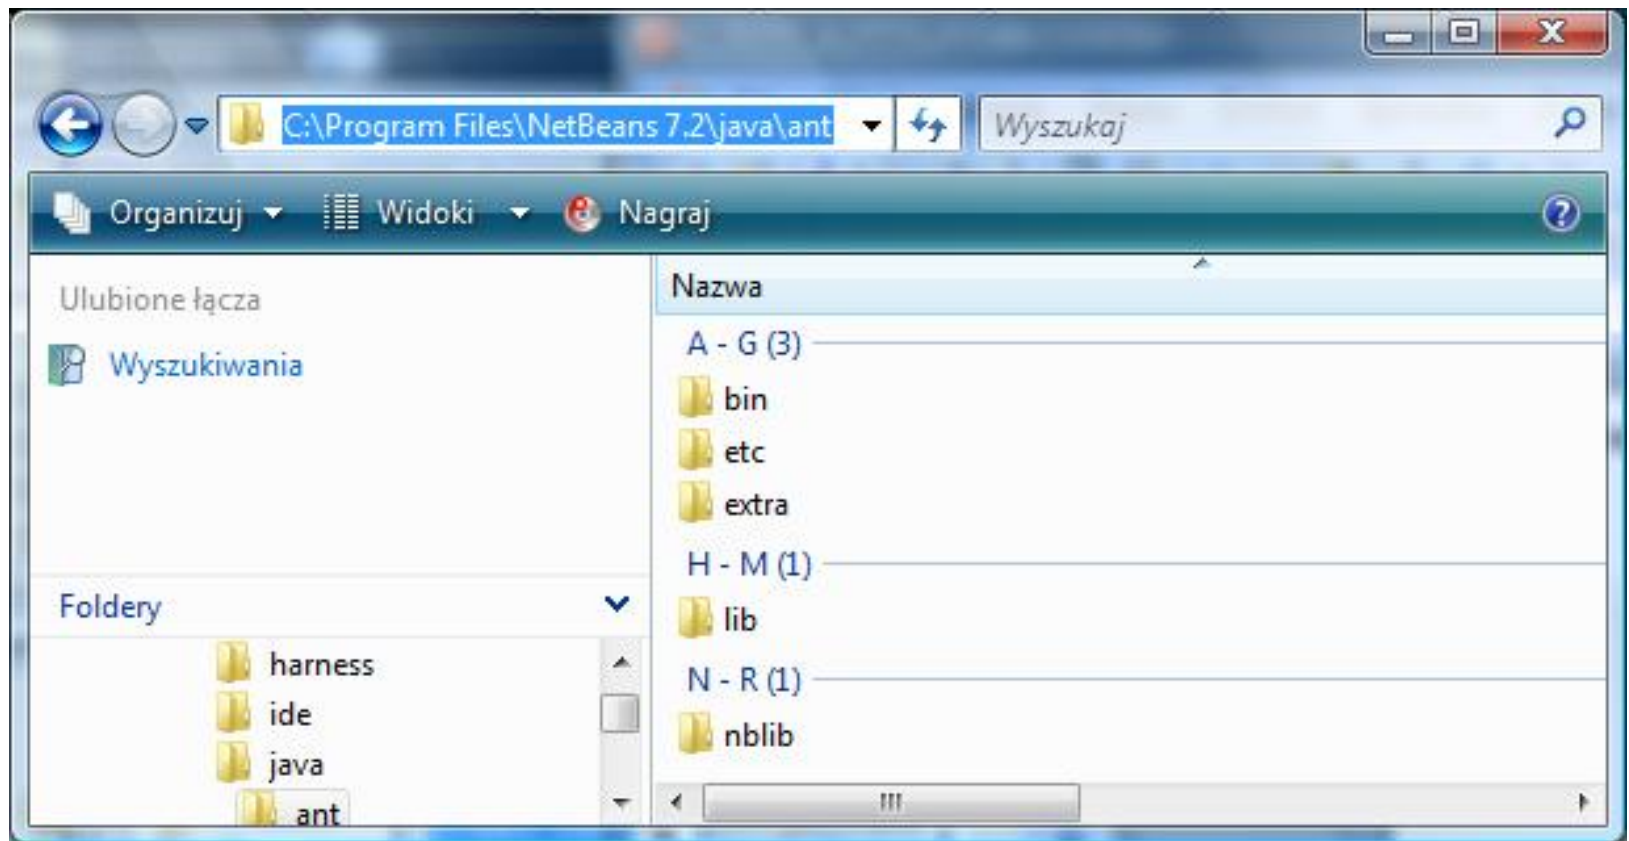 C:\Program Files\NetBeans 7.2\java\ant
Wyszukaj
Organizuj
Widoki
Nagraj
Ulubione łącza
Wyszukiwania
Foldery
harness
ide
java
ant
Nazwa
A - G (3)
bin
etc
extra
H - M (1)
lib
N - R (1)
nblib